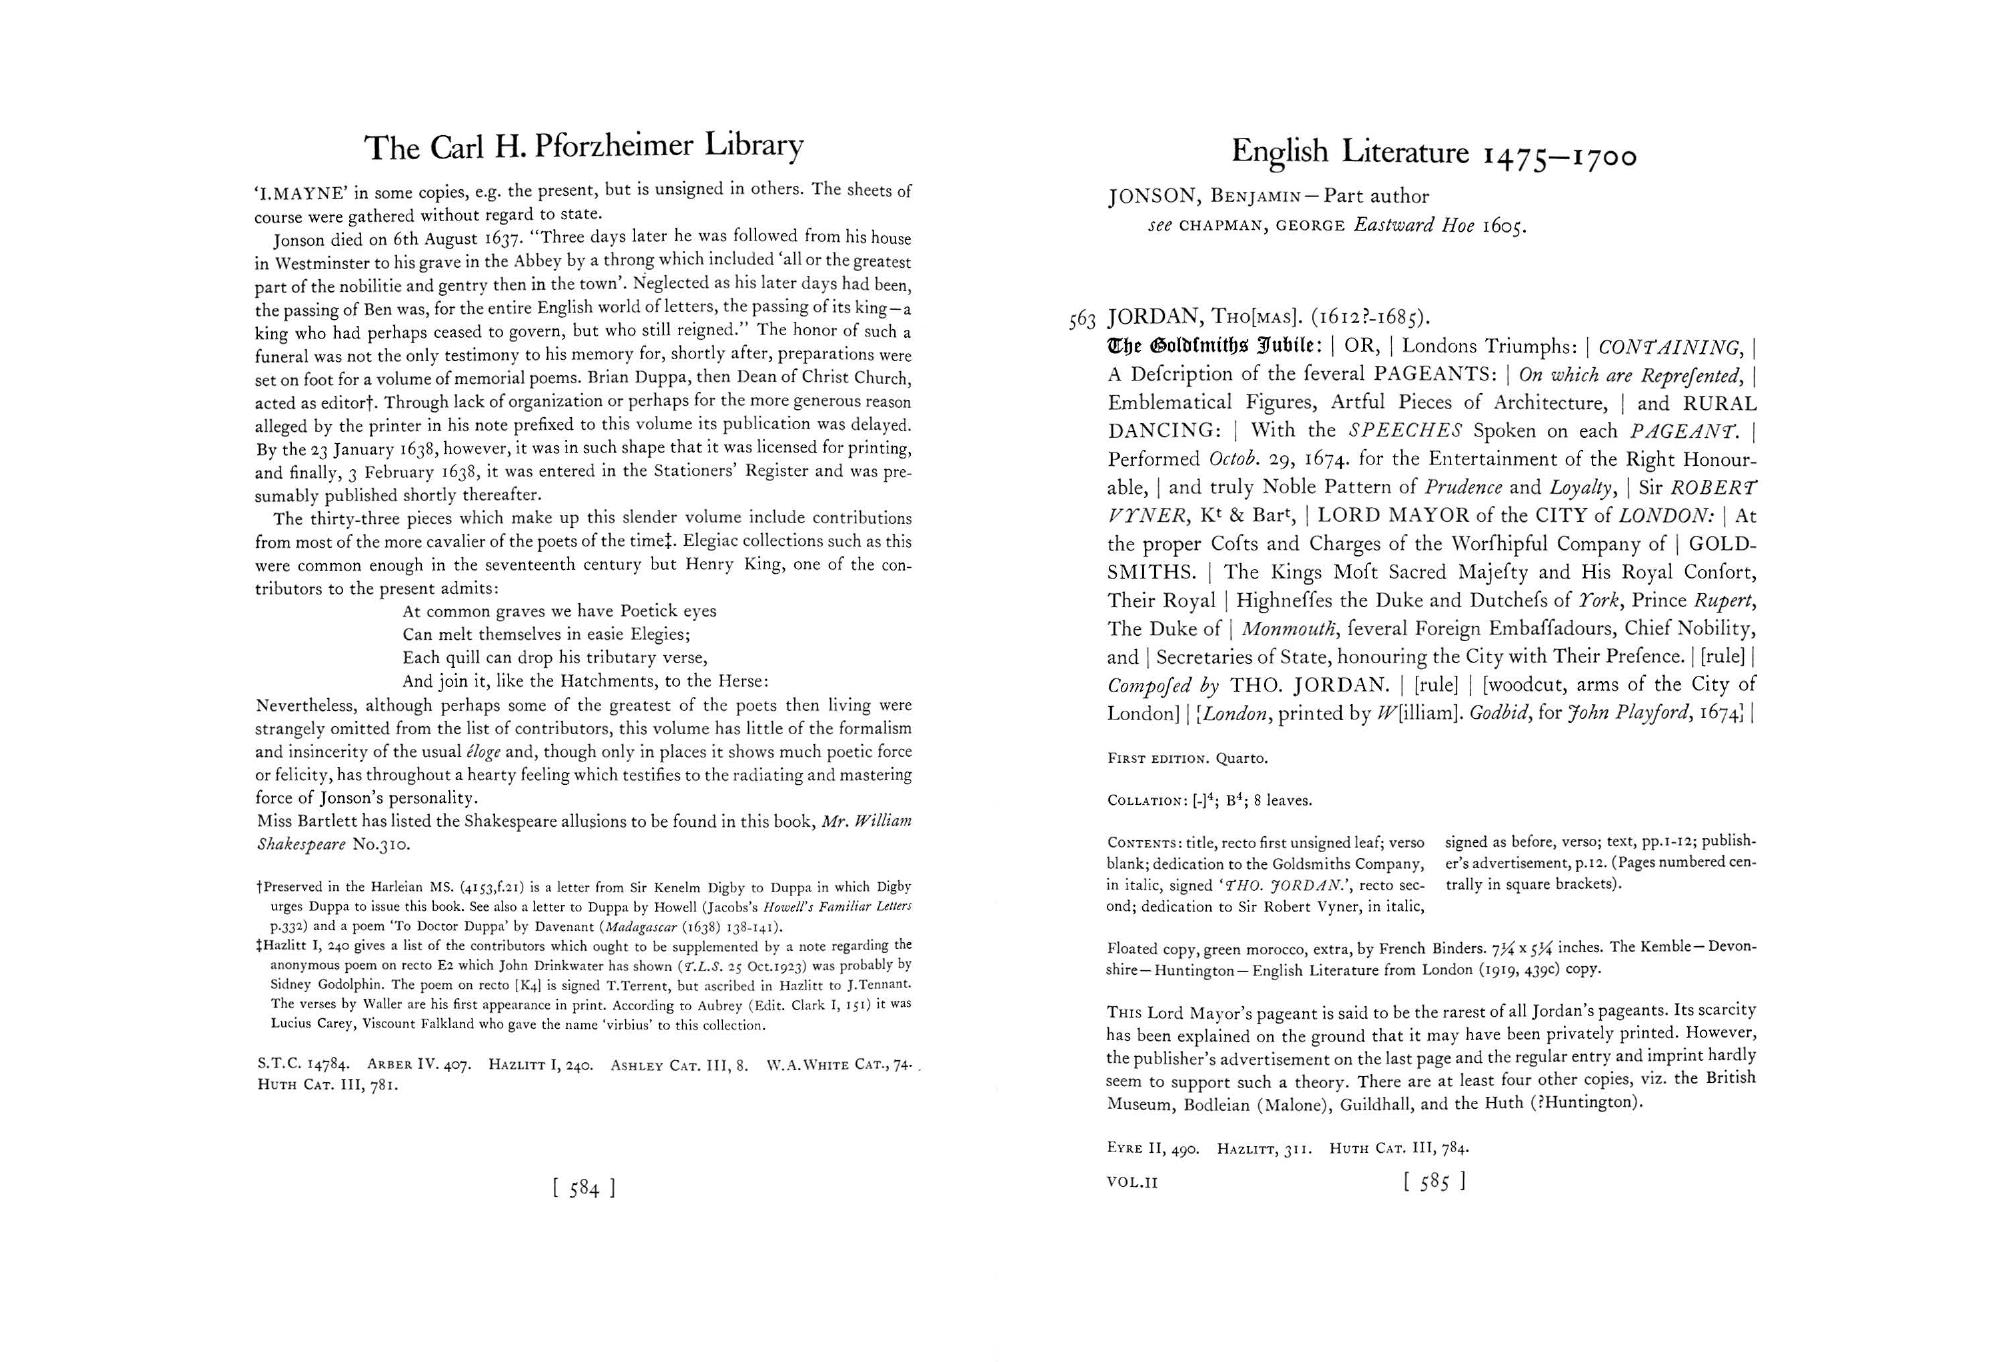 The Carl H. Pforzheimer Library
‘I.MAYNE’ in some copies, e.g. the present, but is unsigned in others. The sheets of
course were gathered without regard to state.
Jonson died on 6th August 1637. “Three days later he was followed from his house
in Westminster to his grave in the Abbey by a throng which included ‘all or the greatest
part of the nobilitie and gentry then in the town’. Neglected as his later days had been,
the passing of Ben was, for the entire English world of letters, the passing of its king—a
king who had perhaps ceased to govern, but who still reigned.” The honor of such a
funeral was not the only testimony to his memory for, shortly after, preparations were
set on foot for a volume of memorial poems. Brian Duppa, then Dean of Christ Church,
acted as editor†. Through lack of organization or perhaps for the more generous reason
alleged by the printer in his note prefixed to this volume its publication was delayed.
By the 23 January 1638, however, it was in such shape that it was licensed for printing,
and finally, 3 February 1638, it was entered in the Stationers’ Register and was pre-
sumably published shortly thereafter.
The thirty-three pieces which make up this slender volume include contributions
from most of the more cavalier of the poets of the time‡. Elegiac collections such as this
were common enough in the seventeenth century but Henry King, one of the con-
tributors to the present admits:
At common graves we have Poetick eyes
Can melt themselves in easie Elegies;
Each quill can drop his tributary verse,
And join it, like the Hatchments, to the Herse:
Nevertheless, although perhaps some of the greatest of the poets then living were
strangely omitted from the list of contributors, this volume has little of the formalism
and insincerity of the usual éloge and, though only in places it shows much poetic force
or felicity, has throughout a hearty feeling which testifies to the radiating and mastering
force of Jonson’s personality.
Miss Bartlett has listed the Shakespeare allusions to be found in this book, Mr. William
Shakespeare No.310.
†Preserved in the Harleian MS. (4153,f.21) is a letter from Sir Kenelm Digby to Duppa in which Digby
urges Duppa to issue this book. See also a letter to Duppa by Howell (Jacobs’s Howell’s Familiar Letters
p.332) and a poem ‘To Doctor Duppa’ by Davenant (Madagascar (1638) 138-141).
‡Hazlitt I, 240 gives a list of the contributors which ought to be supplemented by a note regarding the
anonymous poem on recto E2 which John Drinkwater has shown (T.L.S. 25 Oct.1923) was probably by
Sidney Godolphin. The poem on recto [K4] is signed T.Terrent, but ascribed in Hazlitt to J.Tennant.
The verses by Waller are his first appearance in print. According to Aubrey (Edit. Clark I, 151) it was
Lucius Carey, Viscount Falkland who gave the name ‘virbius’ to this collection.
S.T.C. 14784. ARBER IV. 407. HAZLITT I, 240. ASHLEY CAT. III, 8. W.A.WHITE CAT., 74.
HUTH CAT. III, 781.
[ 584 ]
English Literature 1475—1700
JONSON, BENJAMIN—Part author
see CHAPMAN, GEORGE Eastward Hoe 1605.
563 JORDAN, THO[MAS]. (1612?-1685).
The Goldſmiths Jubile: | OR, | Londons Triumphs: | CONTAINING, |
A Deſcription of the ſeveral PAGEANTS: | On which are Repreſented, |
Emblematical Figures, Artful Pieces of Architecture, | and RURAL
DANCING: | With the SPEECHES Spoken on each PAGEANT. |
Performed Octob. 29, 1674. for the Entertainment of the Right Honour-
able, | and truly Noble Pattern of Prudence and Loyalty, | Sir ROBERT
VYNER, Kt & Bart, | LORD MAYOR of the CITY of LONDON: | At
the proper Coſts and Charges of the Worſhipful Company of | GOLD-
SMITHS. | The Kings Moſt Sacred Majeſty and His Royal Conſort,
Their Royal | Highneſſes the Duke and Dutcheſs of York, Prince Rupert,
The Duke of | Monmouth, ſeveral Foreign Embaſſadours, Chief Nobility,
and | Secretaries of State, honouring the City with Their Preſence. | [rule] |
Compoſed by THO. JORDAN. | [rule] | [woodcut, arms of the City of
London] | [London, printed by W[illiam]. Godbid, for John Playford, 1674] |
FIRST EDITION. Quarto.
COLLATION: [-]4; B4; 8 leaves.
CONTENTS: title, recto first unsigned leaf; verso
blank; dedication to the Goldsmiths Company,
in italic, signed ‘THO. JORDAN.’, recto sec-
ond; dedication to Sir Robert Vyner, in italic,
signed as before, verso; text, pp.1-12; publish-
er’s advertisement, p.12. (Pages numbered cen-
trally in square brackets).
Floated copy, green morocco, extra, by French Binders. 7¼ x 5¼ inches. The Kemble—Devon-
shire—Huntington—English Literature from London (1919, 439c) copy.
THIS Lord Mayor’s pageant is said to be the rarest of all Jordan’s pageants. Its scarcity
has been explained on the ground that it may have been privately printed. However,
the publisher’s advertisement on the last page and the regular entry and imprint hardly
seem to support such a theory. There are at least four other copies, viz. the British
Museum, Bodleian (Malone), Guildhall, and the Huth (?Huntington).
EYRE II, 490. HAZLITT, 311. HUTH CAT. III, 784.
VOL.II [ 585 ]